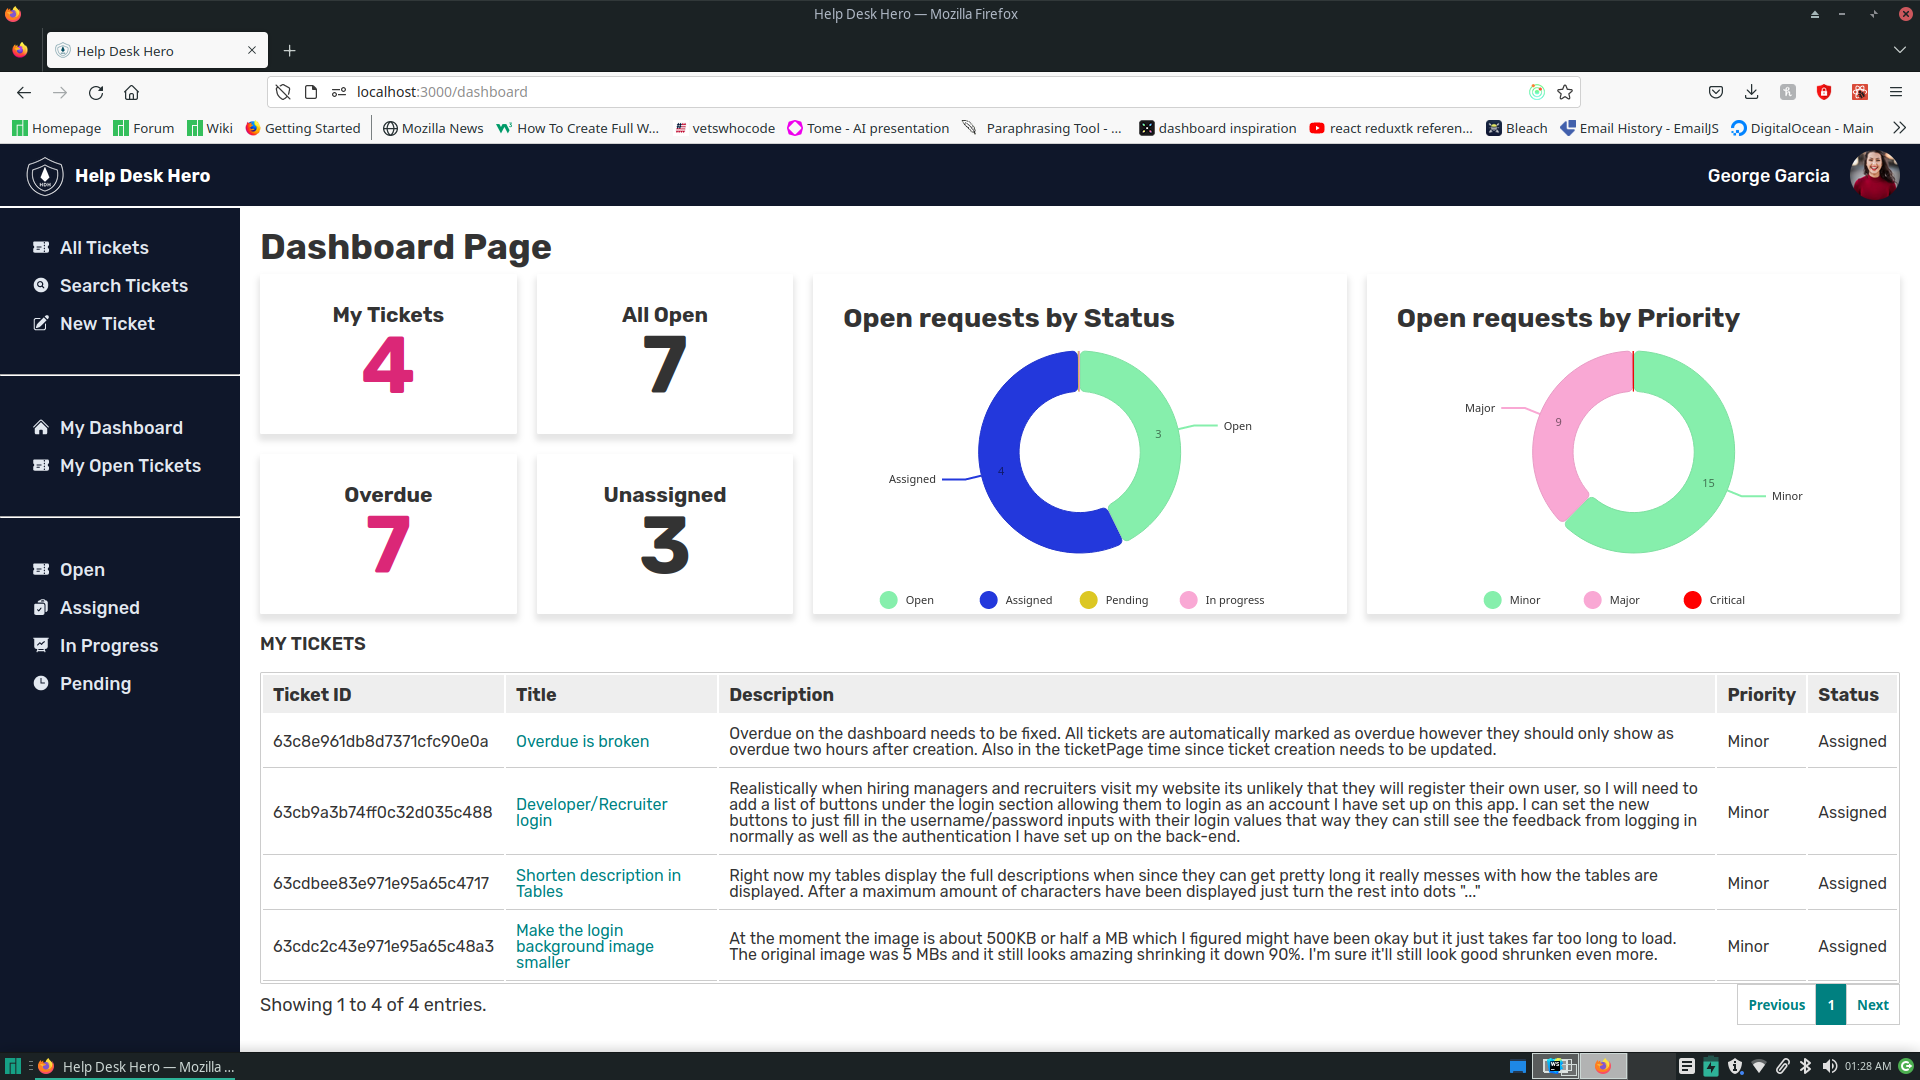 Help Desk Hero — Mozilla Firefox
Help Desk Hero
localhost:3000/dashboard
Homepage
Forum
Wiki
Getting Started
Mozilla News
How To Create Full W...
vetswhocode
Tome - AI presentation
Paraphrasing Tool - ...
dashboard inspiration
react reduxtk referen...
Bleach
Email History - EmailJS
DigitalOcean - Main
Help Desk Hero
George Garcia
All Tickets
Search Tickets
New Ticket
My Dashboard
My Open Tickets
Open
Assigned
In Progress
Pending
Dashboard Page
My Tickets
4
All Open
7
Overdue
7
Unassigned
3
Open requests by Status
3
Open
Assigned
4
Open
Assigned
Pending
In progress
Open requests by Priority
Major
9
15
Minor
Minor
Major
Critical
MY TICKETS
Ticket ID Title Description Priority Status
63c8e961db8d7371cfc90e0a
Overdue is broken
Overdue on the dashboard needs to be fixed. All tickets are automatically marked as overdue however they should only show as
overdue two hours after creation. Also in the ticketPage time since ticket creation needs to be updated.
Minor
Assigned
63cb9a3b74ff0c32d035c488
Developer/Recruiter
login
Realistically when hiring managers and recruiters visit my website its unlikely that they will register their own user, so I will need to
add a list of buttons under the login section allowing them to login as an account I have set up on this app. I can set the new
buttons to just fill in the username/password inputs with their login values that way they can still see the feedback from logging in
normally as well as the authentication I have set up on the back-end.
Minor
Assigned
63cdbee83e971e95a65c4717
Shorten description in
Tables
Right now my tables display the full descriptions when since they can get pretty long it really messes with how the tables are
displayed. After a maximum amount of characters have been displayed just turn the rest into dots "..."
Minor
Assigned
63cdc2c43e971e95a65c48a3
Make the login
background image
smaller
At the moment the image is about 500KB or half a MB which I figured might have been okay but it just takes far too long to load.
The original image was 5 MBs and it still looks amazing shrinking it down 90%. I'm sure it'll still look good shrunken even more.
Minor
Assigned
Showing 1 to 4 of 4 entries.
Previous
1
Next
Help Desk Hero — Mozilla ...
01:28 AM